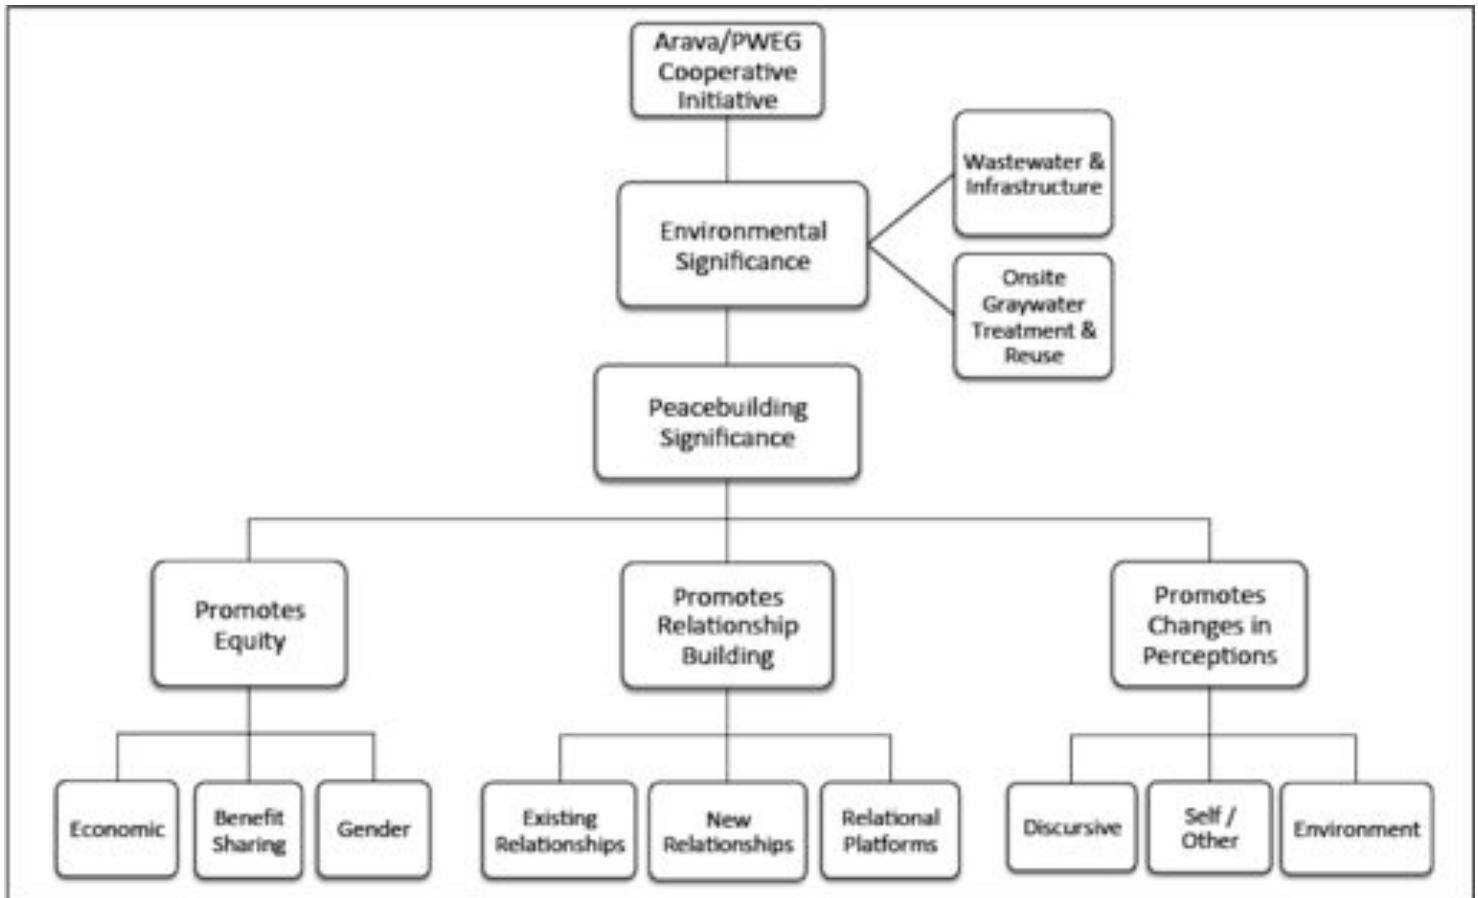 Arava/PWEG
Cooperative
Initiative
Wastewater &
Infrastructure
Environmental
Significance
Onsite
Graywater
Treatment &
Reuse
Peacebuilding
Significance
Promotes
Equity
Promotes
Relationship
Building
Promotes
Changes in
Perceptions
Economic
Benefit
Sharing
Gender
Existing
Relationships
New
Relationships
Relational
Platforms
Discursive
Self /
Other
Environment